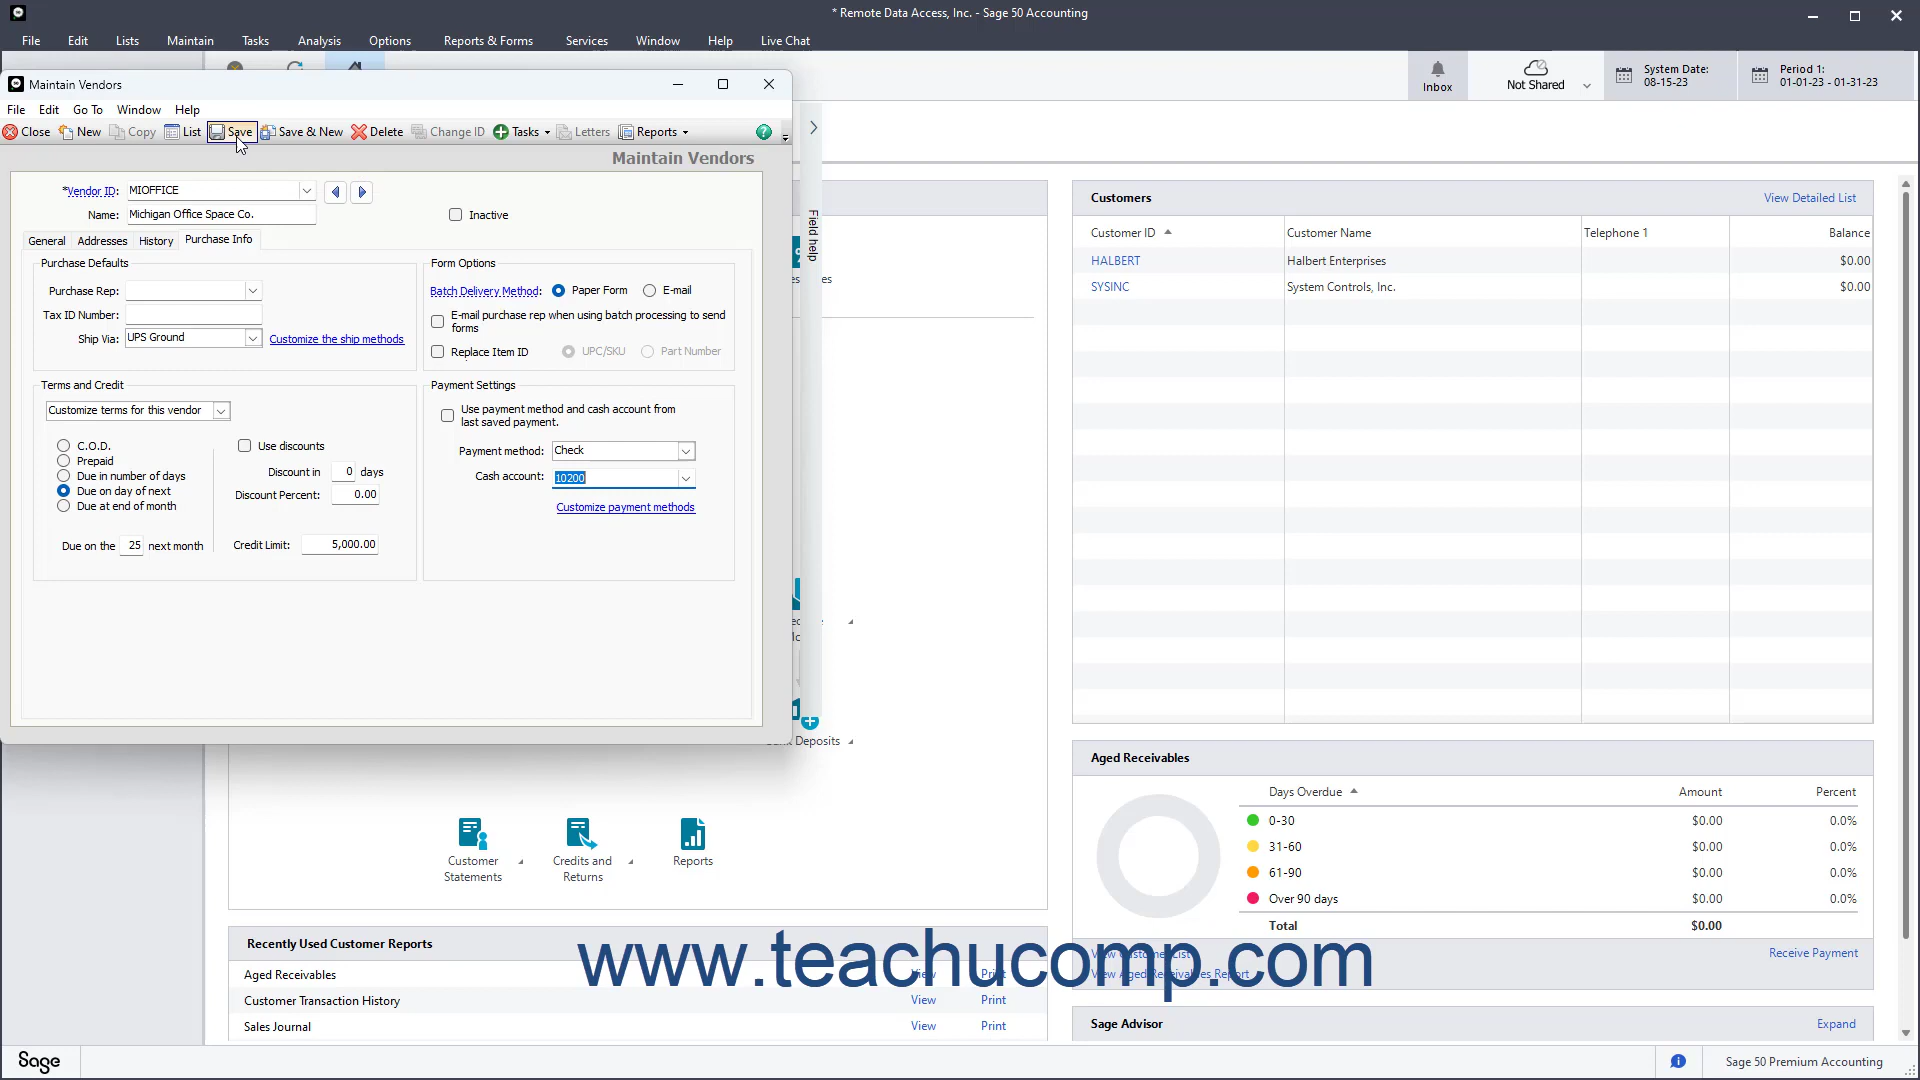 * Remote Data Access, Inc. - Sage 50 Accounting
File Edit Lists Maintain Tasks Analysis Options Reports & Forms Services Window Help Live Chat
Inbox
Not Shared
System Date:
08-15-23
Period 1:
01-01-23 - 01-31-23
Maintain Vendors
File Edit Go To Window Help
Close New Copy List Save Save & New Delete Change ID Tasks Letters Reports
Maintain Vendors
*Vendor ID: MIOFFICE
Name: Michigan Office Space Co.
Inactive
General Addresses History Purchase Info
Purchase Defaults
Purchase Rep:
Tax ID Number:
Ship Via: UPS Ground Customize the ship methods
Form Options
Batch Delivery Method: Paper Form E-mail
E-mail purchase rep when using batch processing to send
forms
Replace Item ID UPC/SKU Part Number
Terms and Credit
Customize terms for this vendor
C.O.D.
Prepaid
Due in number of days
Due on day of next
Due at end of month
Use discounts
Discount in 0 days
Discount Percent: 0.00
Due on the 25 next month
Credit Limit: 5,000.00
Payment Settings
Use payment method and cash account from
last saved payment.
Payment method: Check
Cash account: 10200
Customize payment methods
Field help
Deposits
Customer
Statements
Credits and
Returns
Reports
Recently Used Customer Reports
Aged Receivables View Print
Customer Transaction History View Print
Sales Journal View Print
Customers View Detailed List
Customer ID Customer Name Telephone 1 Balance
HALBERT Halbert Enterprises $0.00
SYSINC System Controls, Inc. $0.00
Aged Receivables
Days Overdue Amount Percent
0-30 $0.00 0.0%
31-60 $0.00 0.0%
61-90 $0.00 0.0%
Over 90 days $0.00 0.0%
Total $0.00
View Customer List
Receive Payment
View Aged Receivables Report
Sage Advisor Expand
www.teachucomp.com
Sage
Sage 50 Premium Accounting